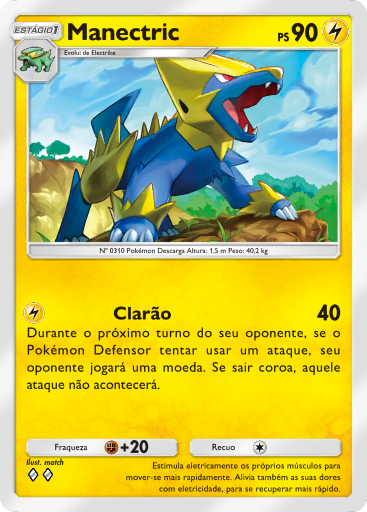 ESTÁGIO 1
Manectric
PS 90
Evolui de Electrike
Nº 0310 Pokémon Descarga Altura: 1,5 m Peso: 40,2 kg
Clarão 40
Durante o próximo turno do seu oponente, se o
Pokémon Defensor tentar usar um ataque, seu
oponente jogará uma moeda. Se sair coroa, aquele
ataque não acontecerá.
Fraqueza +20
Recuo
Ilust. match
Estimula eletricamente os próprios músculos para
mover-se mais rapidamente. Alivia também as suas dores
com eletricidade, para se recuperar mais rápido.